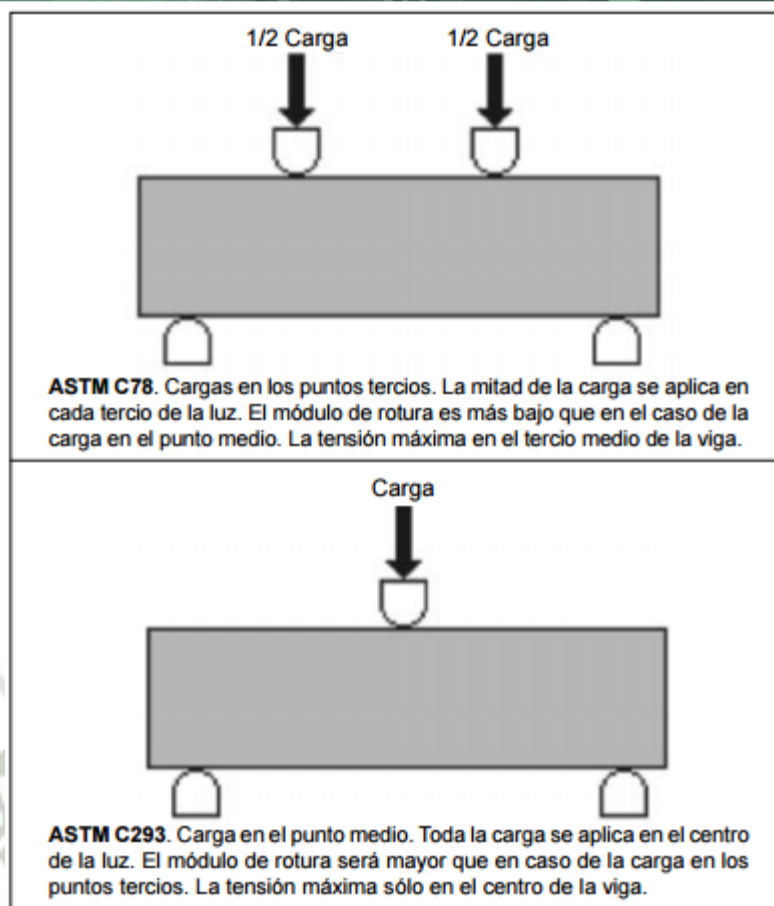 1/2 Carga 1/2 Carga
ASTM C78. Cargas en los puntos tercios. La mitad de la carga se aplica en
cada tercio de la luz. El módulo de rotura es más bajo que en el caso de la
carga en el punto medio. La tensión máxima en el tercio medio de la viga.
Carga
ASTM C293. Carga en el punto medio. Toda la carga se aplica en el centro
de la luz. El módulo de rotura será mayor que en caso de la carga en los
puntos tercios. La tensión máxima sólo en el centro de la viga.